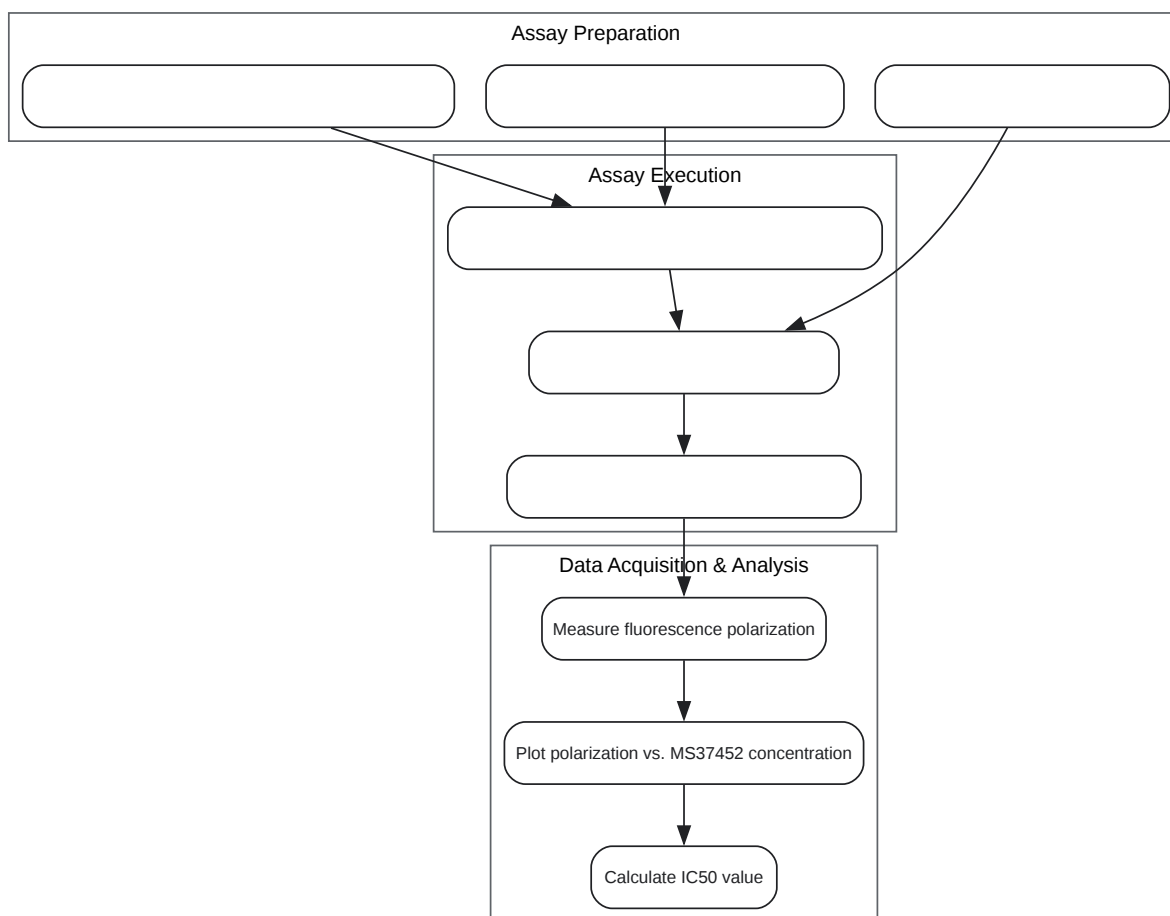 Assay Preparation
Assay Execution
Data Acquisition & Analysis
Measure fluorescence polarization
Plot polarization vs. MS37452 concentration
Calculate IC50 value